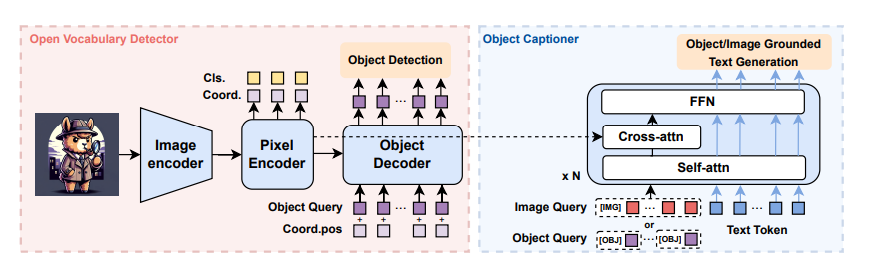 Open Vocabulary Detector
Object Captioner
Object Detection
Object/Image Grounded
Text Generation
Cls.
Coord.
FFN
Image
encoder
Pixel
Encoder
Object
Decoder
Cross-attn
Self-attn
x N
Object Query
+ + + +
Coord.pos
...
Image Query
[IMG] ...
or
Object Query
[OBJ] ... [OBJ]
...
Text Token